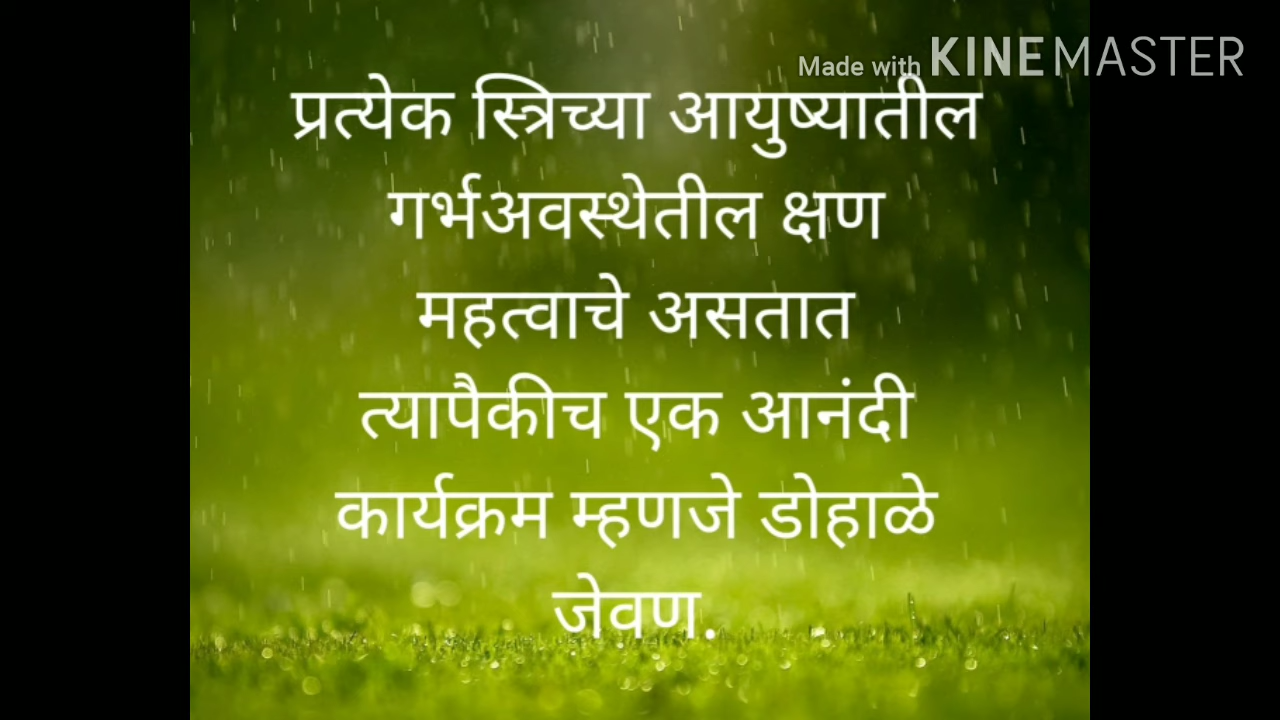 Made with KINEMASTER
प्रत्येक स्त्रिच्या आयुष्यातील
गर्भअवस्थेतील क्षण
महत्वाचे असतात
त्यापैकीच एक आनंदी
कार्यक्रम म्हणजे डोहाळे
जेवण.